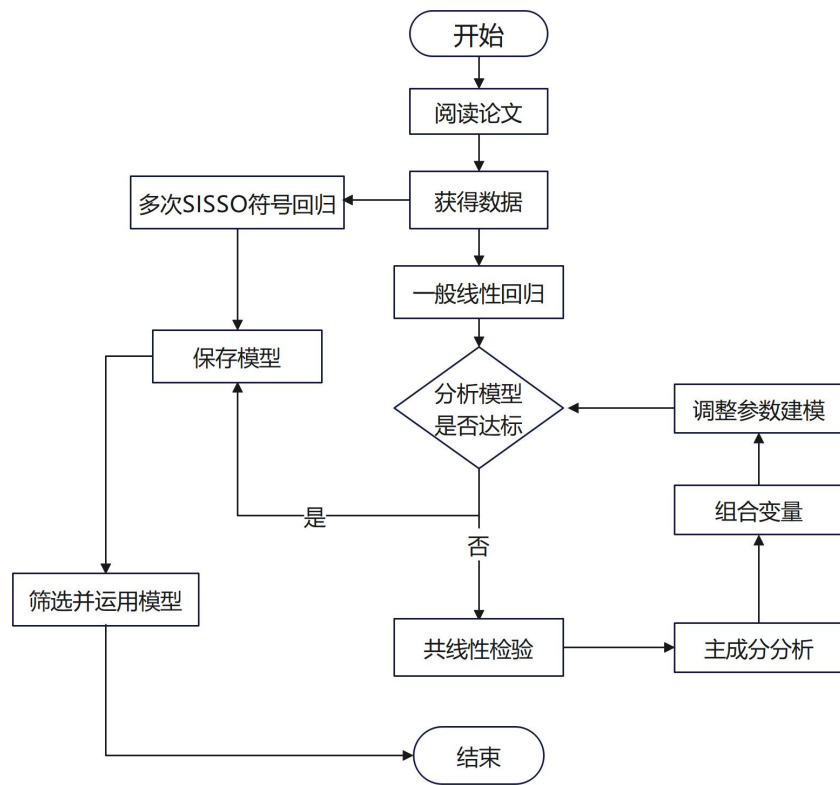 开始
阅读论文
多次SISSO符号回归
获得数据
一般线性回归
保存模型
分析模型
是否达标
调整参数建模
组合变量
是
否
筛选并运用模型
共线性检验
主成分分析
结束